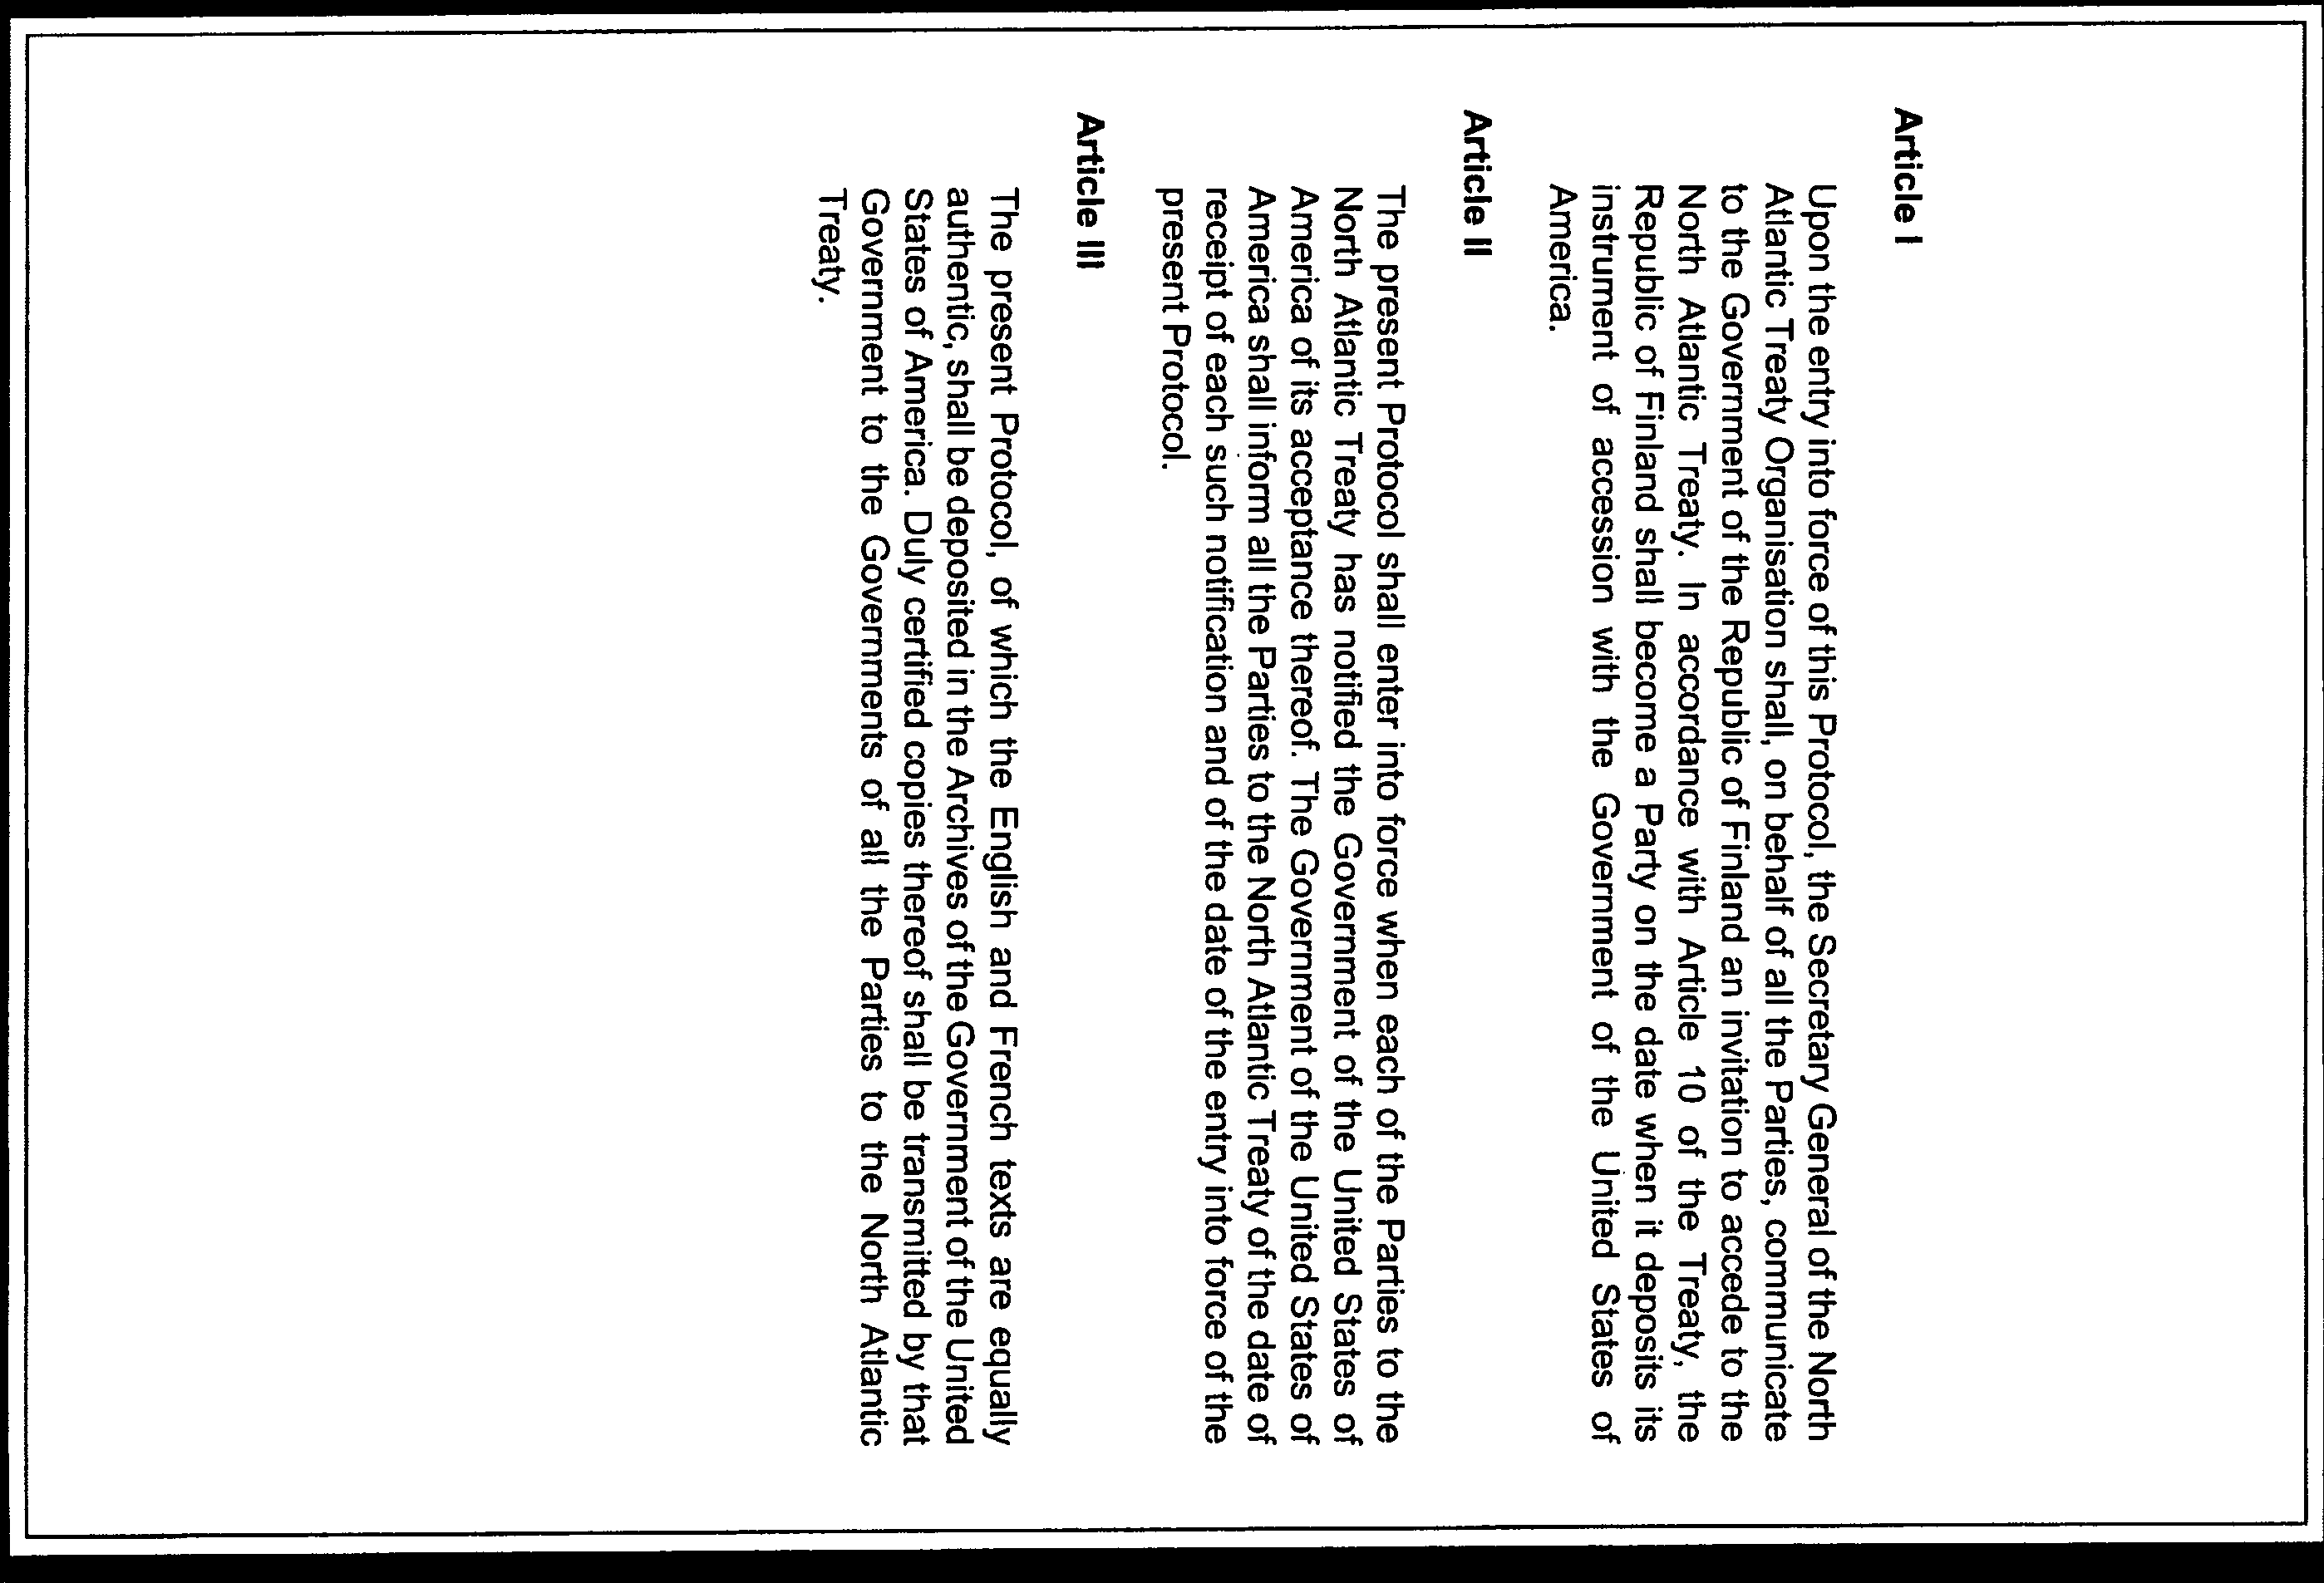 Article I
Upon the entry into force of this Protocol, the Secretary General of the North
Atlantic Treaty Organisation shall, on behalf of all the Parties, communicate
to the Government of the Republic of Finland an invitation to accede to the
North Atlantic Treaty. In accordance with Article 10 of the Treaty, the
Republic of Finland shall become a Party on the date when it deposits its
instrument of accession with the Government of the United States of
America.
Article II
The present Protocol shall enter into force when each of the Parties to the
North Atlantic Treaty has notified the Government of the United States of
America of its acceptance thereof. The Government of the United States of
America shall inform all the Parties to the North Atlantic Treaty of the date of
receipt of each such notification and of the date of the entry into force of the
present Protocol.
Article III
The present Protocol, of which the English and French texts are equally
authentic, shall be deposited in the Archives of the Government of the United
States of America. Duly certified copies thereof shall be transmitted by that
Government to the Governments of all the Parties to the North Atlantic
Treaty.